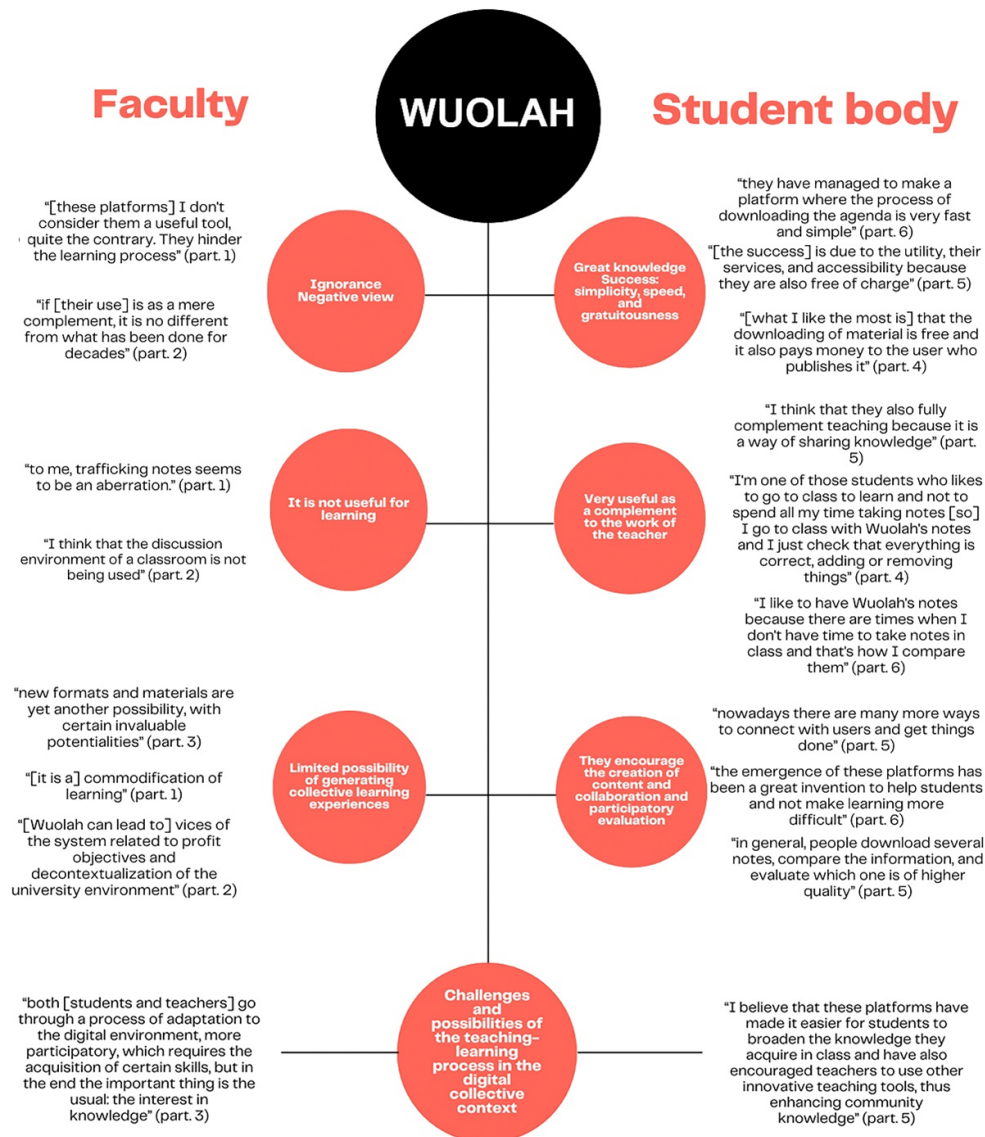 WUOLAH
Faculty
Student body
“[these platforms] I don't
consider them a useful tool,
quite the contrary. They hinder
the learning process” (part. 1)
“if [their use] is as a mere
complement, it is no different
from what has been done for
decades” (part. 2)
Ignorance
Negative view
Great knowledge
Success:
simplicity, speed,
and
gratuitousness
“they have managed to make a
platform where the process of
downloading the agenda is very fast
and simple” (part. 6)
“[the success] is due to the utility, their
services, and accessibility because
they are also free of charge” (part. 5)
“[what I like the most is] that the
downloading of material is free and
it also pays money to the user who
publishes it” (part. 4)
“to me, trafficking notes seems
to be an aberration.” (part. 1)
“I think that the discussion
environment of a classroom is not
being used” (part. 2)
It is not useful for
learning
Very useful as
a complement
to the work of
the teacher
“I think that they also fully
complement teaching because it is
a way of sharing knowledge” (part.
5)
“I'm one of those students who likes
to go to class to learn and not to
spend all my time taking notes [so]
I go to class with Wuolah's notes
and I just check that everything is
correct, adding or removing
things” (part. 4)
“I like to have Wuolah's notes
because there are times when I
don't have time to take notes in
class and that's how I compare
them” (part. 6)
“new formats and materials are
yet another possibility, with
certain invaluable
potentialities” (part. 3)
“[it is a] commodification of
learning” (part. 1)
“[Wuolah can lead to] vices of
the system related to profit
objectives and
decontextualization of the
university environment” (part. 2)
Limited possibility
of generating
collective learning
experiences
They encourage
the creation of
content and
collaboration and
participatory
evaluation
“nowadays there are many more ways
to connect with users and get things
done” (part. 5)
“the emergence of these platforms has
been a great invention to help students
and not make learning more
difficult” (part. 6)
“in general, people download several
notes, compare the information, and
evaluate which one is of higher
quality” (part. 5)
“both [students and teachers] go
through a process of adaptation to
the digital environment, more
participatory, which requires the
acquisition of certain skills, but in
the end the important thing is the
usual: the interest in
knowledge” (part. 3)
Challenges
and
possibilities of
the teaching-
learning
process in the
digital
collective
context
“I believe that these platforms have
made it easier for students to
broaden the knowledge they
acquire in class and have also
encouraged teachers to use other
innovative teaching tools, thus
enhancing community
knowledge” (part. 5)